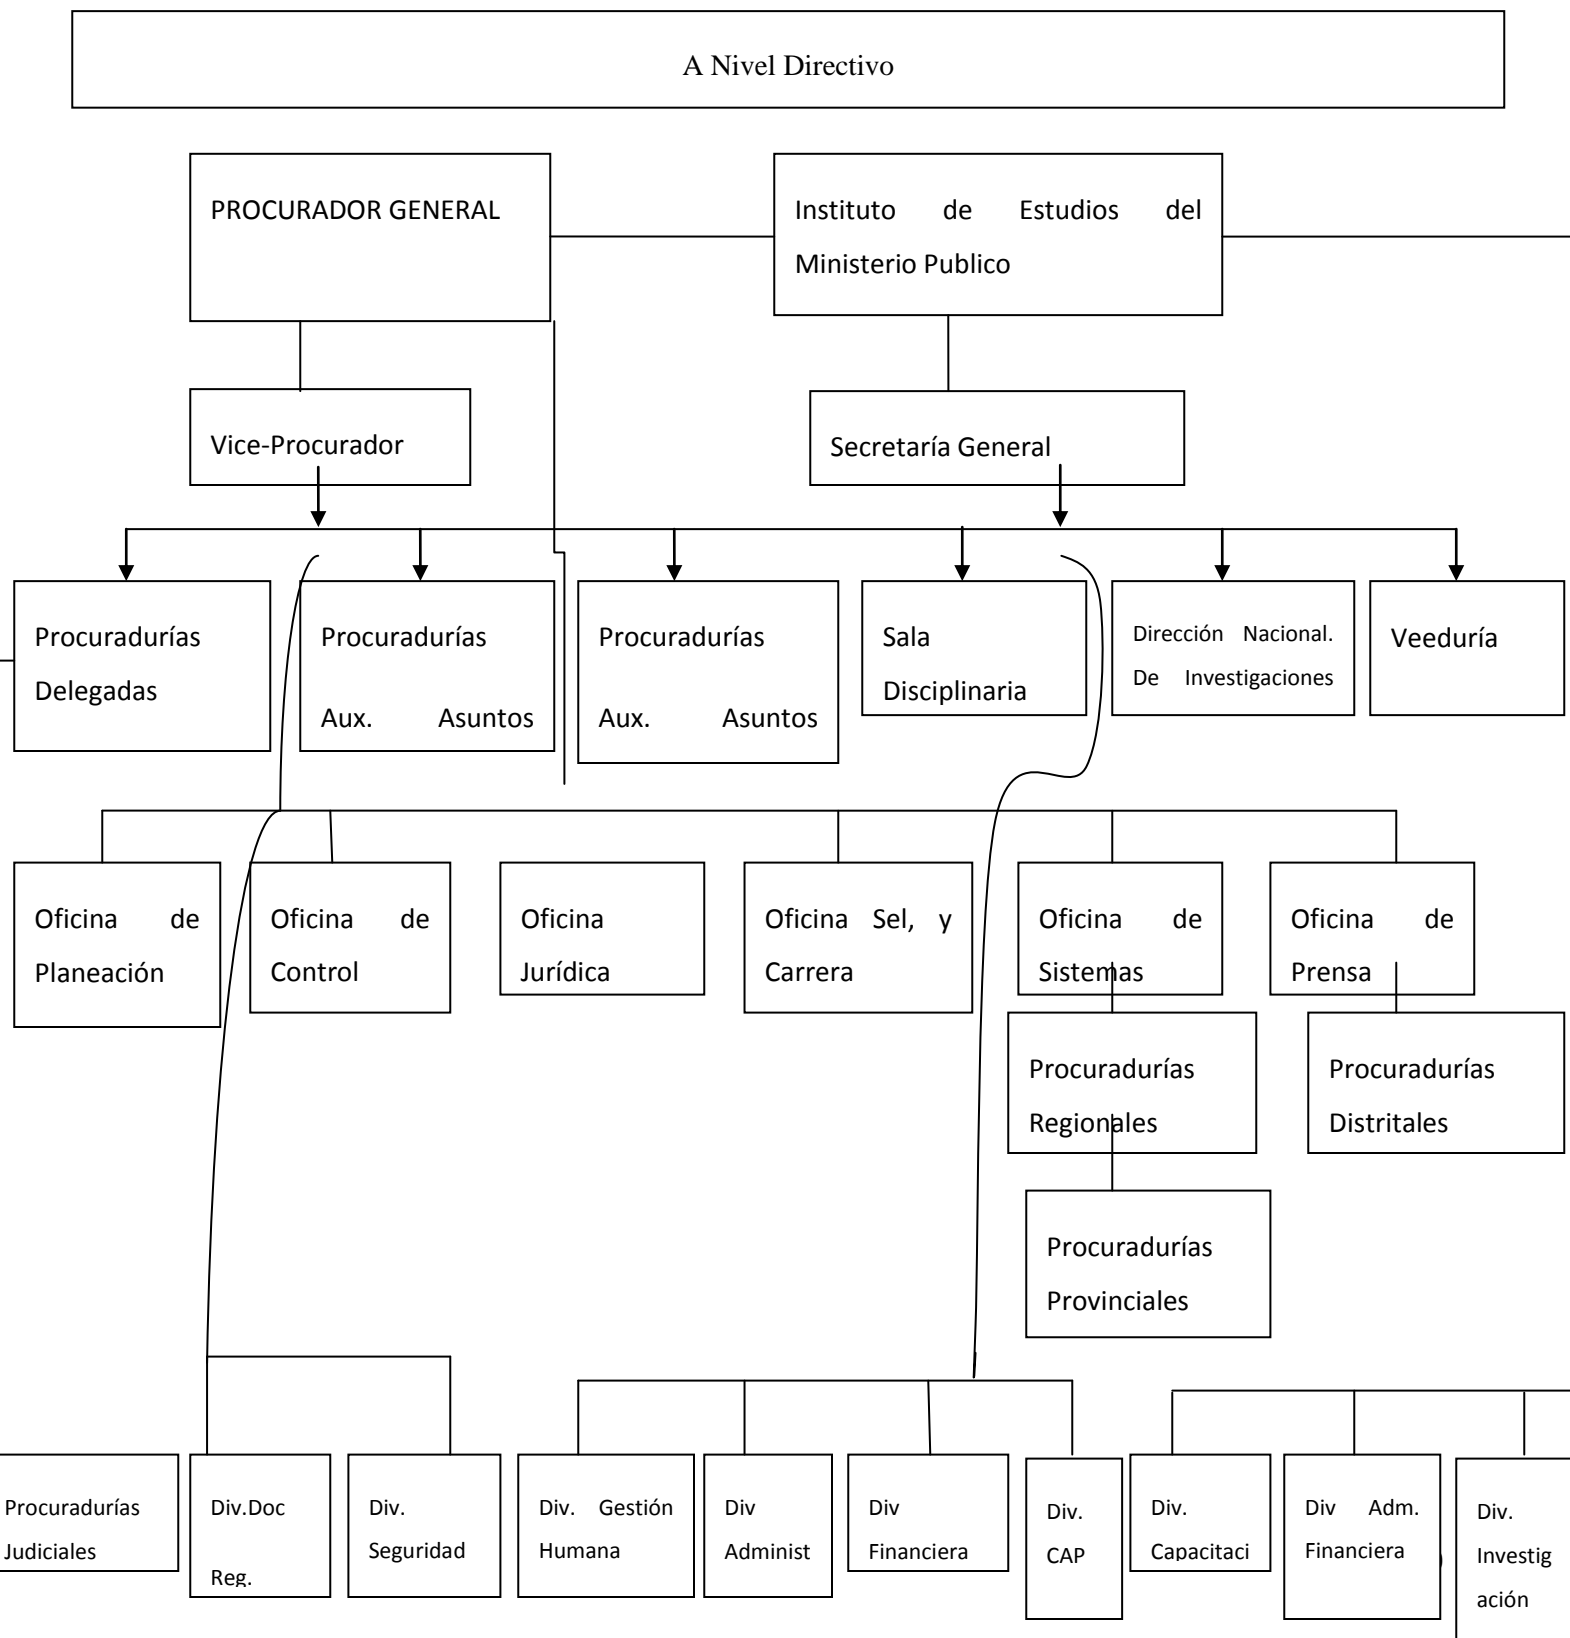 A Nivel Directivo
PROCURADOR GENERAL
Instituto de Estudios del
Ministerio Publico
Vice-Procurador
Secretaría General
Procuradurías
Delegadas
Procuradurías
Aux. Asuntos
Procuradurías
Aux. Asuntos
Sala
Disciplinaria
Dirección Nacional.
De Investigaciones
Veeduría
Oficina de
Planeación
Oficina de
Control
Oficina
Jurídica
Oficina Sel, y
Carrera
Oficina de
Sistemas
Oficina de
Prensa
Procuradurías
Regionales
Procuradurías
Distritales
Procuradurías
Provinciales
Procuradurías
Judiciales
Div.Doc
Reg.
Div.
Seguridad
Div. Gestión
Humana
Div
Administ
Div
Financiera
Div.
CAP
Div.
Capacitaci
Div Adm.
Financiera
Div.
Investig
ación